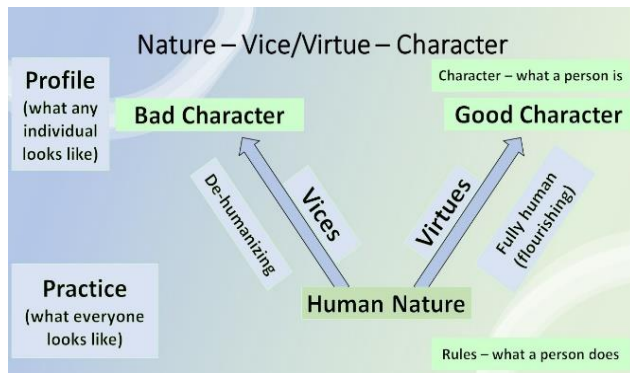 Nature – Vice/Virtue – Character
Profile
(what any
individual
looks like)
Character – what a person is
Bad Character
Good Character
De-humanizing
Vices
Virtues
Fully human
(flourishing)
Practice
(what everyone
looks like)
Human Nature
Rules – what a person does